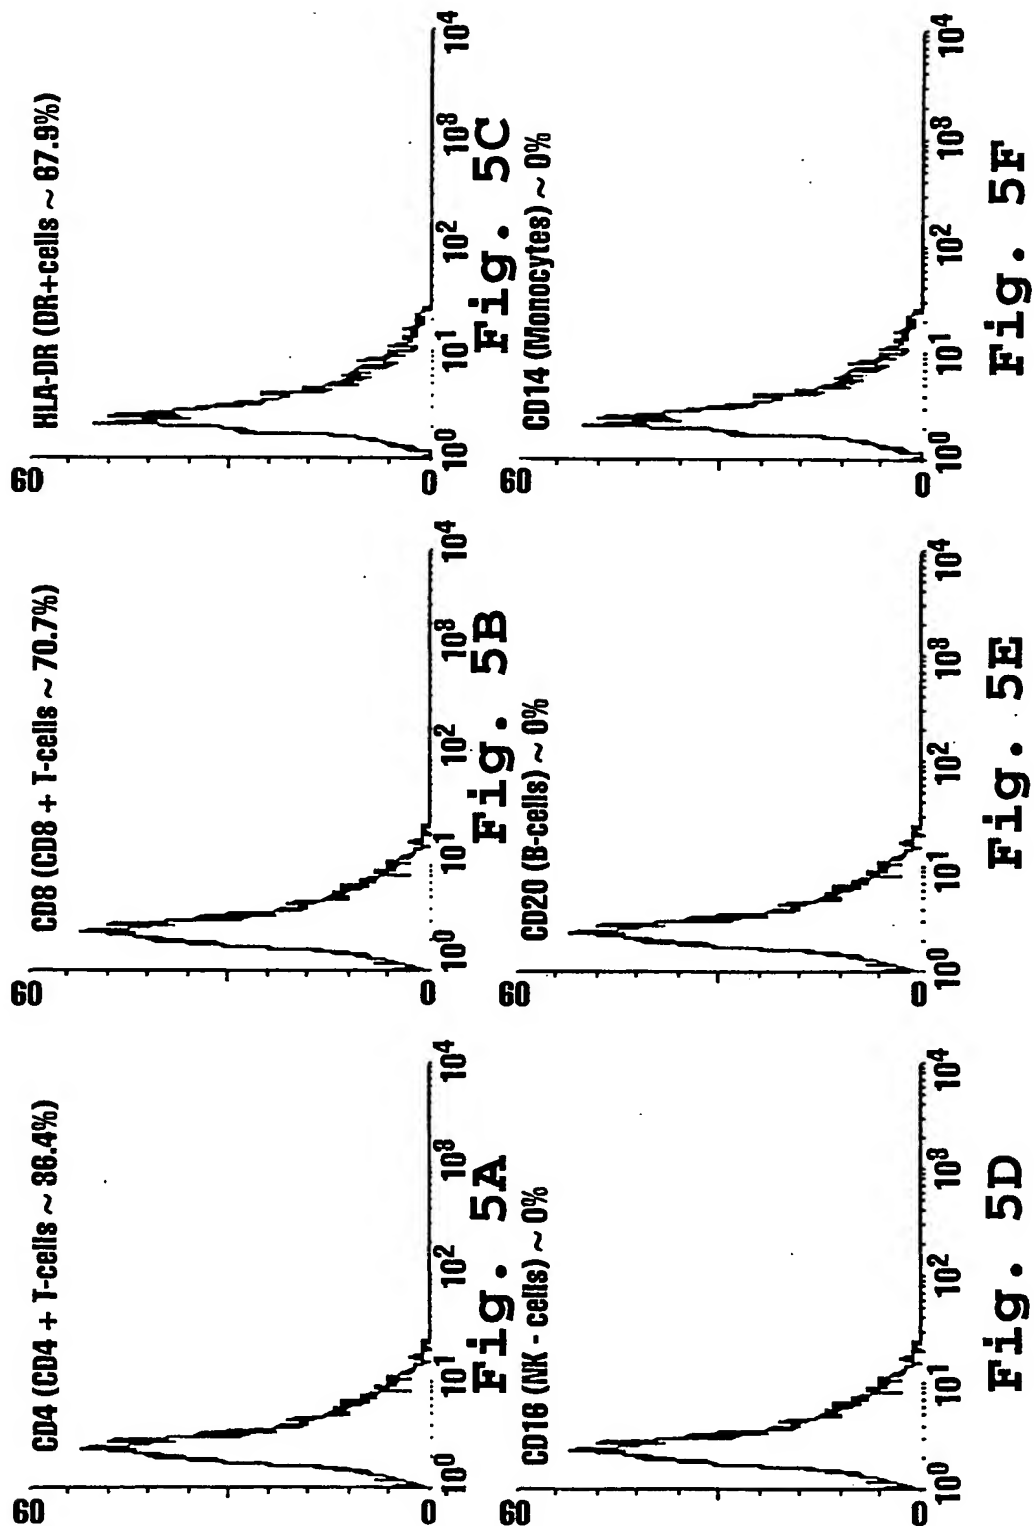 CD4 (CD4 + T-cells ~ 36.4%)
60
0
10⁰ 10¹ 10² 10³ 10⁴
Fig. 5A
CD8 (CD8 + T-cells ~ 70.7%)
60
0
10⁰ 10¹ 10² 10³ 10⁴
Fig. 5B
HLA-DR (DR+cells ~ 67.9%)
60
0
10⁰ 10¹ 10² 10³ 10⁴
Fig. 5C
CD16 (NK - cells) ~ 0%
60
0
10⁰ 10¹ 10² 10³ 10⁴
Fig. 5D
CD20 (B-cells) ~ 0%
60
0
10⁰ 10¹ 10² 10³ 10⁴
Fig. 5E
CD14 (Monocytes) ~ 0%
60
0
10⁰ 10¹ 10² 10³ 10⁴
Fig. 5F